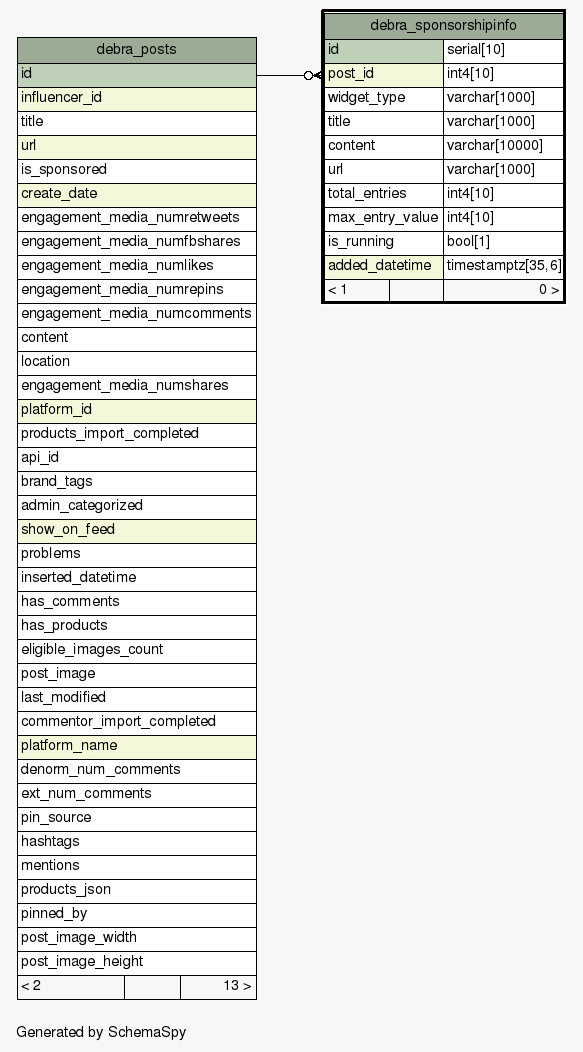 debra_posts
id
influencer_id
title
url
is_sponsored
create_date
engagement_media_numretweets
engagement_media_numfbshares
engagement_media_numlikes
engagement_media_numrepins
engagement_media_numcomments
content
location
engagement_media_numshares
platform_id
products_import_completed
api_id
brand_tags
admin_categorized
show_on_feed
problems
inserted_datetime
has_comments
has_products
eligible_images_count
post_image
last_modified
commentor_import_completed
platform_name
denorm_num_comments
ext_num_comments
pin_source
hashtags
mentions
products_json
pinned_by
post_image_width
post_image_height
< 2 13 >
debra_sponsorshipinfo
id serial[10]
post_id int4[10]
widget_type varchar[1000]
title varchar[1000]
content varchar[10000]
url varchar[1000]
total_entries int4[10]
max_entry_value int4[10]
is_running bool[1]
added_datetime timestamptz[35,6]
< 1 0 >
Generated by SchemaSpy